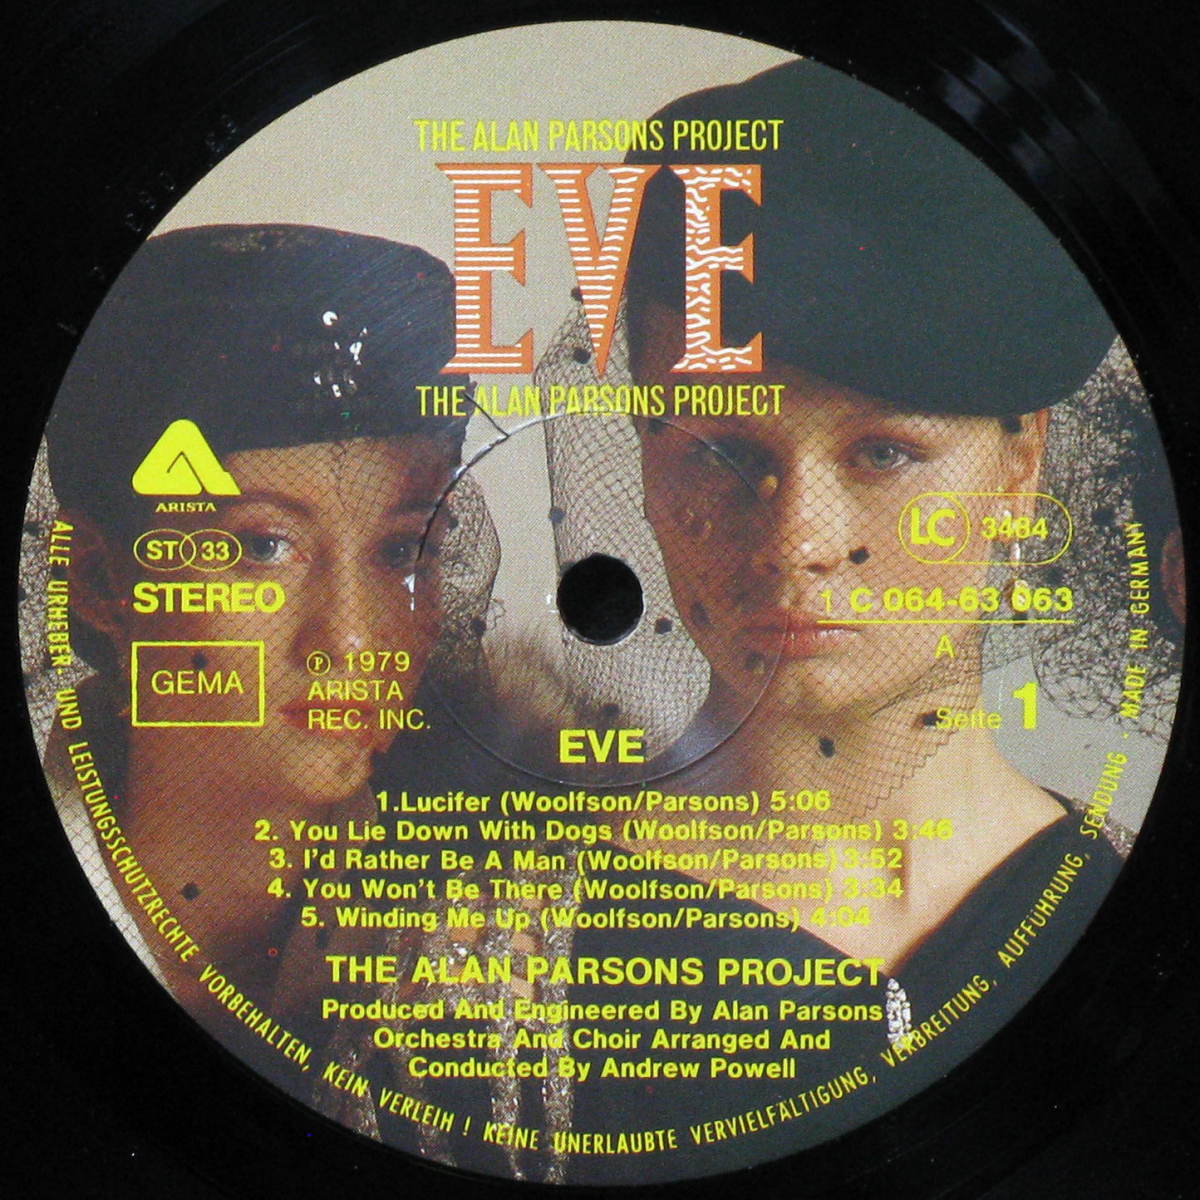 THE ALAN PARSONS PROJECT
EVE
THE ALAN PARSONS PROJECT
ARISTA
ST 33
STEREO
GEMA
℗ 1979
ARISTA
REC. INC.
LC 3484
1 C 064-63 063
A
Seite 1
EVE
1.Lucifer (Woolfson/Parsons) 5:06
2. You Lie Down With Dogs (Woolfson/Parsons) 3:46
3. I'd Rather Be A Man (Woolfson/Parsons) 3:52
4. You Won't Be There (Woolfson/Parsons) 3:34
5. Winding Me Up (Woolfson/Parsons) 4:04
THE ALAN PARSONS PROJECT
Produced And Engineered By Alan Parsons
Orchestra And Choir Arranged And
Conducted By Andrew Powell
ALLE URHEBER- UND LEISTUNGSSCHUTZRECHTE VORBEHALTEN, KEIN VERLEIH ! KEINE UNERLAUBTE VERVIELFÄLTIGUNG, VERBREITUNG, AUFFÜHRUNG, SENDUNG · MADE IN GERMANY